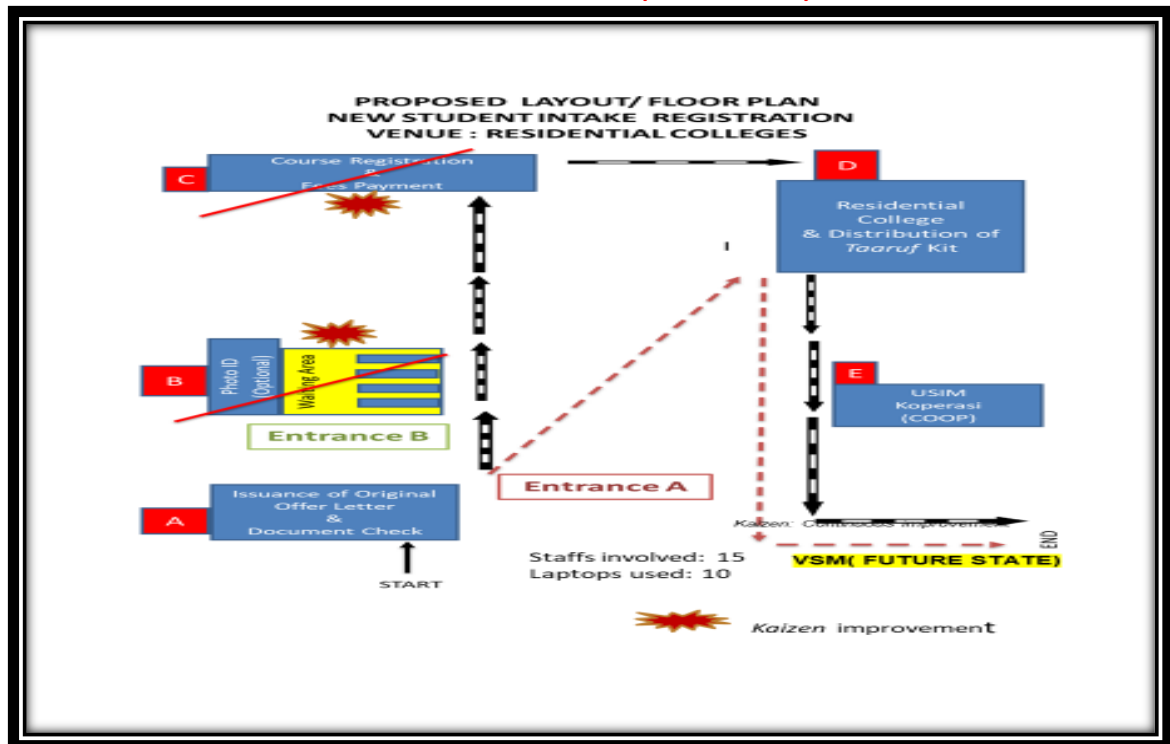 PROPOSED LAYOUT/ FLOOR PLAN
NEW STUDENT INTAKE REGISTRATION
VENUE : RESIDENTIAL COLLEGES
C
Course Registration
&
Fees Payment
D
Residential
College
& Distribution of
Taaruf Kit
I
B
Photo ID
(Optional)
Waiting Area
Entrance B
E
USIM
Koperasi
(COOP)
A
Issuance of Original
Offer Letter
&
Document Check
Entrance A
START
Kaizen: Continuous improvement
END
VSM( FUTURE STATE)
Staffs involved: 15
Laptops used: 10
Kaizen improvement